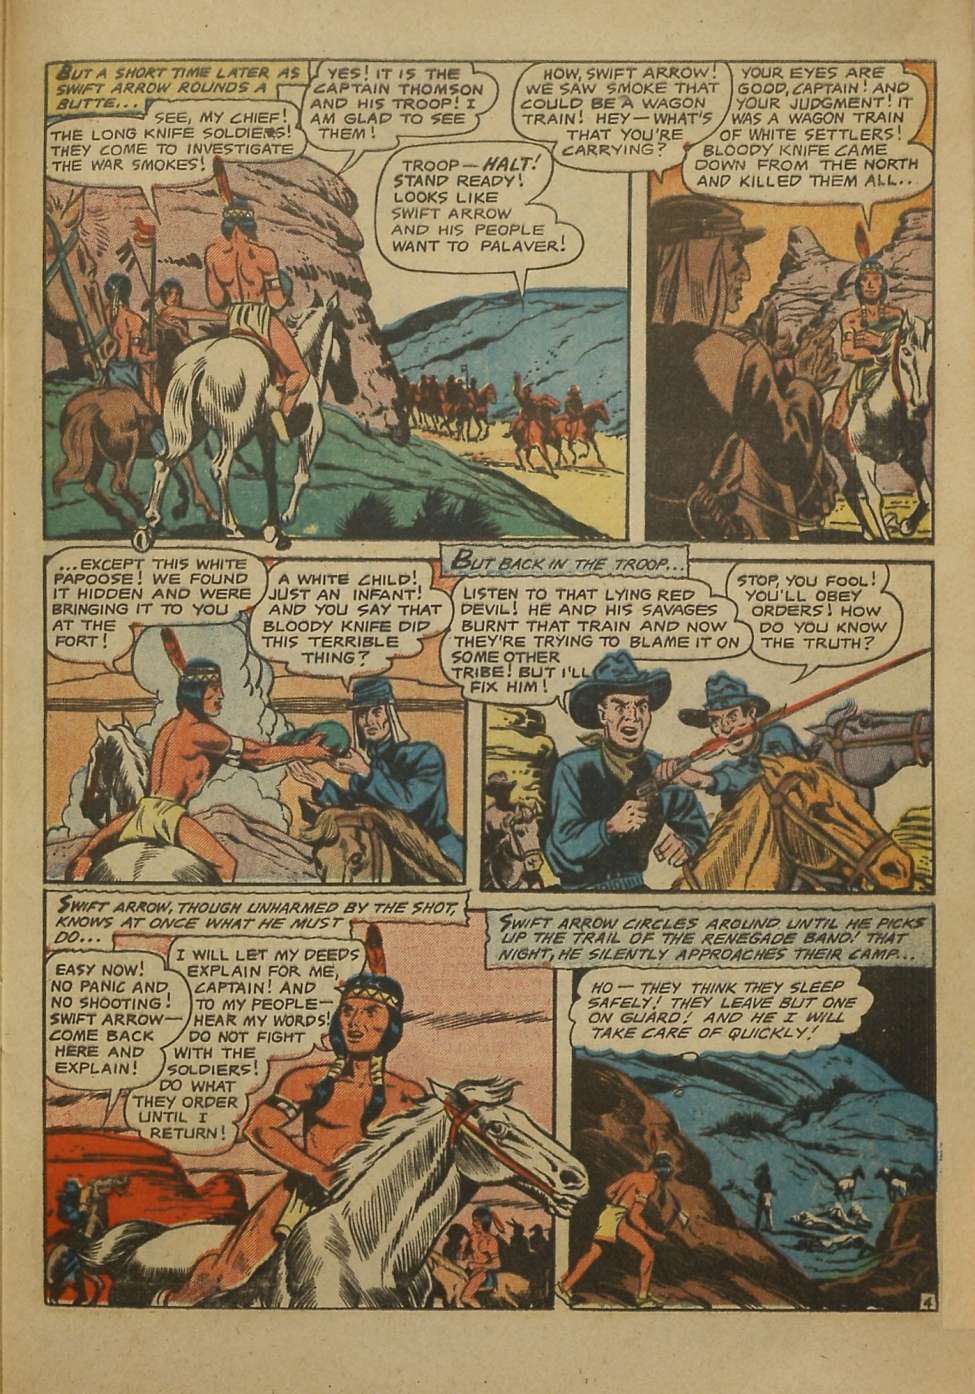 BUT A SHORT TIME LATER AS
SWIFT ARROW ROUNDS A
BUTTE...
SEE, MY CHIEF!
THE LONG KNIFE SOLDIERS!
THEY COME TO INVESTIGATE
THE WAR SMOKES!
YES! IT IS THE
CAPTAIN THOMSON
AND HIS TROOP! I
AM GLAD TO SEE
THEM!
TROOP— HALT!
STAND READY!
LOOKS LIKE
SWIFT ARROW
AND HIS PEOPLE
WANT TO PALAVER!
HOW, SWIFT ARROW!
WE SAW SMOKE THAT
COULD BE A WAGON
TRAIN! HEY— WHAT'S
THAT YOU'RE
CARRYING?
YOUR EYES ARE
GOOD, CAPTAIN! AND
YOUR JUDGMENT! IT
WAS A WAGON TRAIN
OF WHITE SETTLERS!
BLOODY KNIFE CAME
DOWN FROM THE NORTH
AND KILLED THEM ALL...
...EXCEPT THIS WHITE
PAPOOSE! WE FOUND
IT HIDDEN AND WERE
BRINGING IT TO YOU
AT THE
FORT!
A WHITE CHILD!
JUST AN INFANT!
AND YOU SAY THAT
BLOODY KNIFE DID
THIS TERRIBLE
THING?
BUT BACK IN THE TROOP...
LISTEN TO THAT LYING RED
DEVIL! HE AND HIS SAVAGES
BURNT THAT TRAIN AND NOW
THEY'RE TRYING TO BLAME IT ON
SOME OTHER
TRIBE! BUT I'LL
FIX HIM!
STOP, YOU FOOL!
YOU'LL OBEY
ORDERS! HOW
DO YOU KNOW
THE TRUTH?
SWIFT ARROW, THOUGH UNHARMED BY THE SHOT,
KNOWS AT ONCE WHAT HE MUST
DO...
EASY NOW!
NO PANIC AND
NO SHOOTING!
SWIFT ARROW—
COME BACK
HERE AND
EXPLAIN!
I WILL LET MY DEEDS
EXPLAIN FOR ME,
CAPTAIN! AND
TO MY PEOPLE—
HEAR MY WORDS!
DO NOT FIGHT
WITH THE
SOLDIERS!
DO WHAT
THEY ORDER
UNTIL I
RETURN!
SWIFT ARROW CIRCLES AROUND UNTIL HE PICKS
UP THE TRAIL OF THE RENEGADE BAND! THAT
NIGHT, HE SILENTLY APPROACHES THEIR CAMP...
HO— THEY THINK THEY SLEEP
SAFELY! THEY LEAVE BUT ONE
ON GUARD! AND HE I WILL
TAKE CARE OF QUICKLY!
4